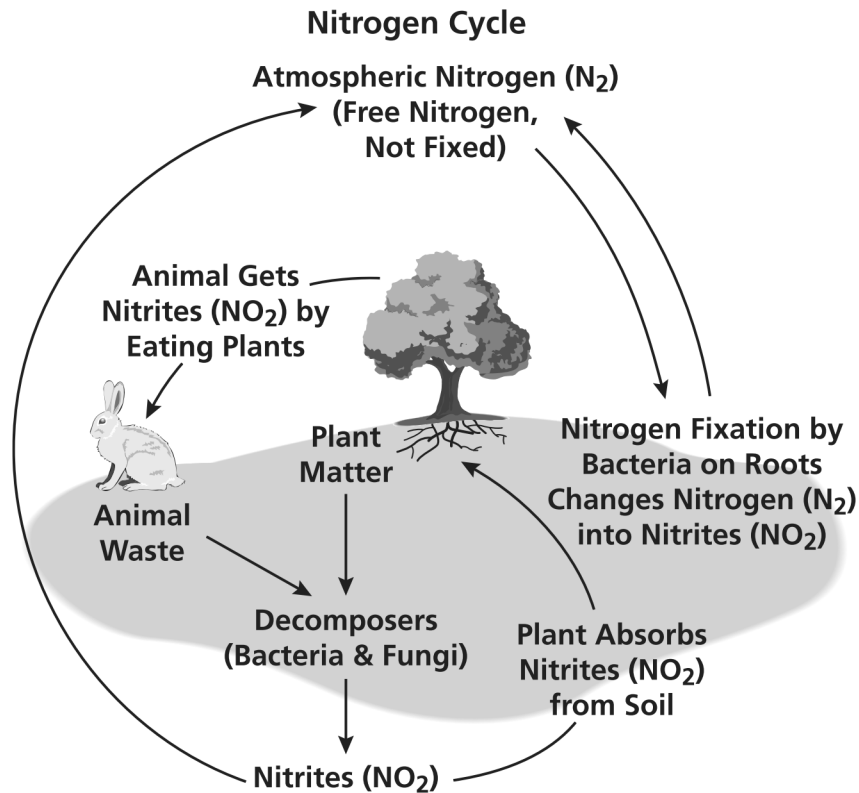 Nitrogen Cycle
Atmospheric Nitrogen (N₂)
(Free Nitrogen,
Not Fixed)
Animal Gets
Nitrites (NO₂) by
Eating Plants
Plant
Matter
Nitrogen Fixation by
Bacteria on Roots
Changes Nitrogen (N₂)
into Nitrites (NO₂)
Animal
Waste
Decomposers
(Bacteria & Fungi)
Plant Absorbs
Nitrites (NO₂)
from Soil
Nitrites (NO₂)